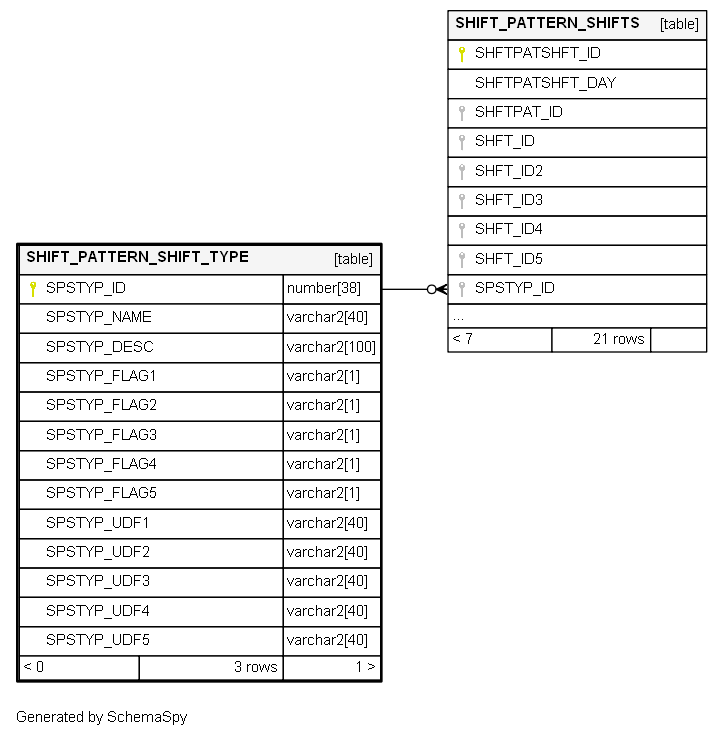 SHIFT_PATTERN_SHIFTS [table]
SHFTPATSHFT_ID
SHFTPATSHFT_DAY
SHFTPAT_ID
SHFT_ID
SHFT_ID2
SHFT_ID3
SHFT_ID4
SHFT_ID5
SPSTYP_ID
...
< 7 21 rows
SHIFT_PATTERN_SHIFT_TYPE [table]
SPSTYP_ID number[38]
SPSTYP_NAME varchar2[40]
SPSTYP_DESC varchar2[100]
SPSTYP_FLAG1 varchar2[1]
SPSTYP_FLAG2 varchar2[1]
SPSTYP_FLAG3 varchar2[1]
SPSTYP_FLAG4 varchar2[1]
SPSTYP_FLAG5 varchar2[1]
SPSTYP_UDF1 varchar2[40]
SPSTYP_UDF2 varchar2[40]
SPSTYP_UDF3 varchar2[40]
SPSTYP_UDF4 varchar2[40]
SPSTYP_UDF5 varchar2[40]
< 0 3 rows 1 >
Generated by SchemaSpy